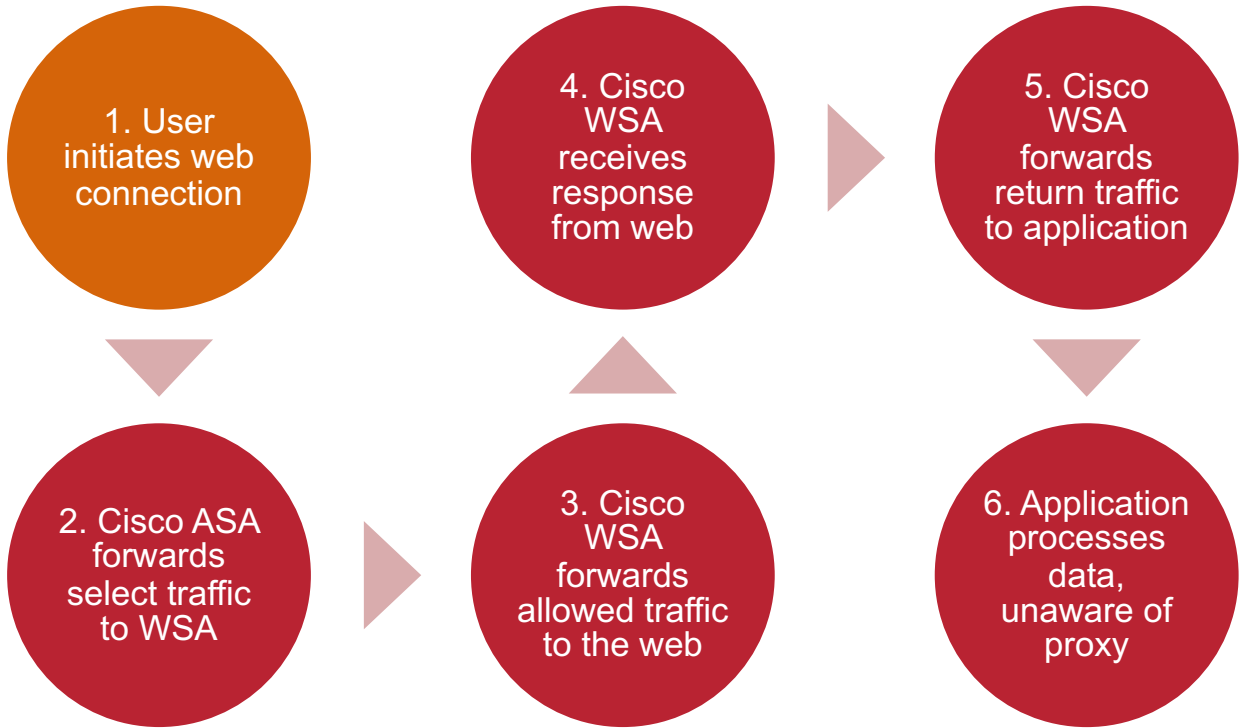 1. User
initiates web
connection
2. Cisco ASA
forwards
select traffic
to WSA
3. Cisco
WSA
forwards
allowed traffic
to the web
4. Cisco
WSA
receives
response
from web
5. Cisco
WSA
forwards
return traffic
to application
6. Application
processes
data,
unaware of
proxy